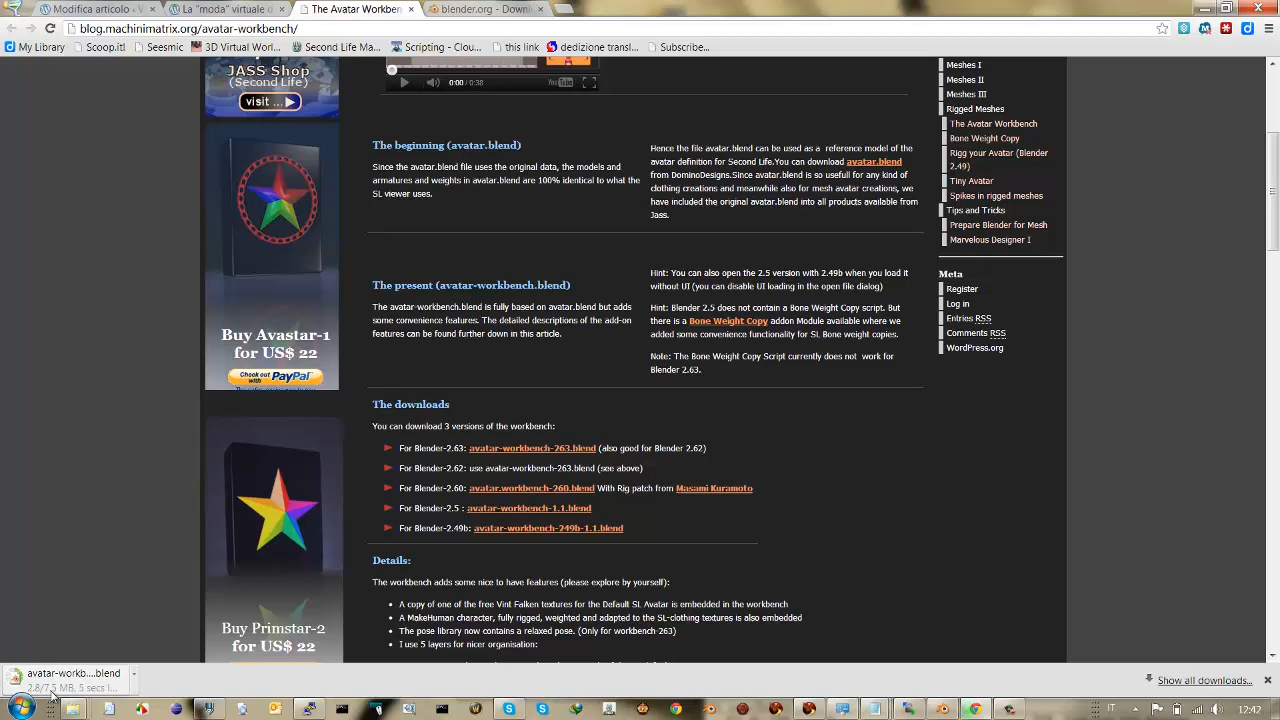 Modifica articolo ‹ V
La "moda" virtuale d
The Avatar Workben
blender.org - Downl
blog.machinimatrix.org/avatar-workbench/
My Library
Scoop.it!
Seesmic
3D Virtual Worl...
Second Life Ma...
Scripting - Clou...
this link
dedizione transl...
Subscribe...
JASS Shop
(Second Life)
visit ...
0:00 / 0:38
YouTube
Buy Avastar-1
for US$ 22
Check out
with PayPal
Buy Primstar-2
for US$ 22
The beginning (avatar.blend)
Since the avatar.blend file uses the original data, the models and
armatures and weights in avatar.blend are 100% identical to what the
SL viewer uses.
Hence the file avatar.blend can be used as a reference model of the
avatar definition for Second Life.You can download avatar.blend
from DominoDesigns.Since avatar.blend is so usefull for any kind of
clothing creations and meanwhile also for mesh avatar creations, we
have included the original avatar.blend into all products available from
Jass.
The present (avatar-workbench.blend)
The avatar-workbench.blend is fully based on avatar.blend but adds
some convenience features. The detailed descriptions of the add-on
features can be found further down in this article.
Hint: You can also open the 2.5 version with 2.49b when you load it
without UI (you can disable UI loading in the open file dialog)
Hint: Blender 2.5 does not contain a Bone Weight Copy script. But
there is a Bone Weight Copy addon Module available where we
added some convenience functionality for SL Bone weight copies.
Note: The Bone Weight Copy Script currently does not work for
Blender 2.63.
The downloads
You can download 3 versions of the workbench:
For Blender-2.63: avatar-workbench-263.blend (also good for Blender 2.62)
For Blender-2.62: use avatar-workbench-263.blend (see above)
For Blender-2.60: avatar.workbench-260.blend With Rig patch from Masami Kuramoto
For Blender-2.5 : avatar-workbench-1.1.blend
For Blender-2.49b: avatar-workbench-249b-1.1.blend
Details:
The workbench adds some nice to have features (please explore by yourself):
A copy of one of the free Vint Falken textures for the Default SL Avatar is embedded in the workbench
A MakeHuman character, fully rigged, weighted and adapted to the SL-clothing textures is also embedded
The pose library now contains a relaxed pose. (Only for workbench-263)
I use 5 layers for nicer organisation:
Meshes I
Meshes II
Meshes III
Rigged Meshes
The Avatar Workbench
Bone Weight Copy
Rigg your Avatar (Blender
2.49)
Tiny Avatar
Spikes in rigged meshes
Tips and Tricks
Prepare Blender for Mesh
Marvelous Designer I
Meta
Register
Log in
Entries RSS
Comments RSS
WordPress.org
avatar-workb....blend
2.8/7.5 MB, 5 secs l...
Show all downloads...
IT
12:42